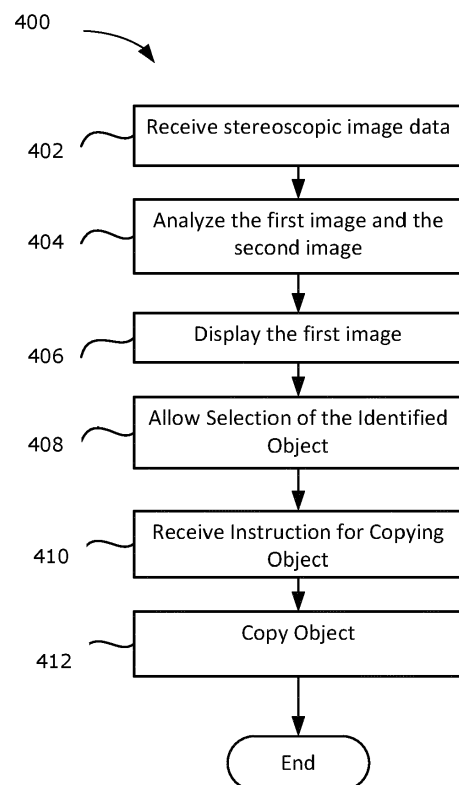 400
402
Receive stereoscopic image data
404
Analyze the first image and the
second image
406
Display the first image
408
Allow Selection of the Identified
Object
410
Receive Instruction for Copying
Object
412
Copy Object
End